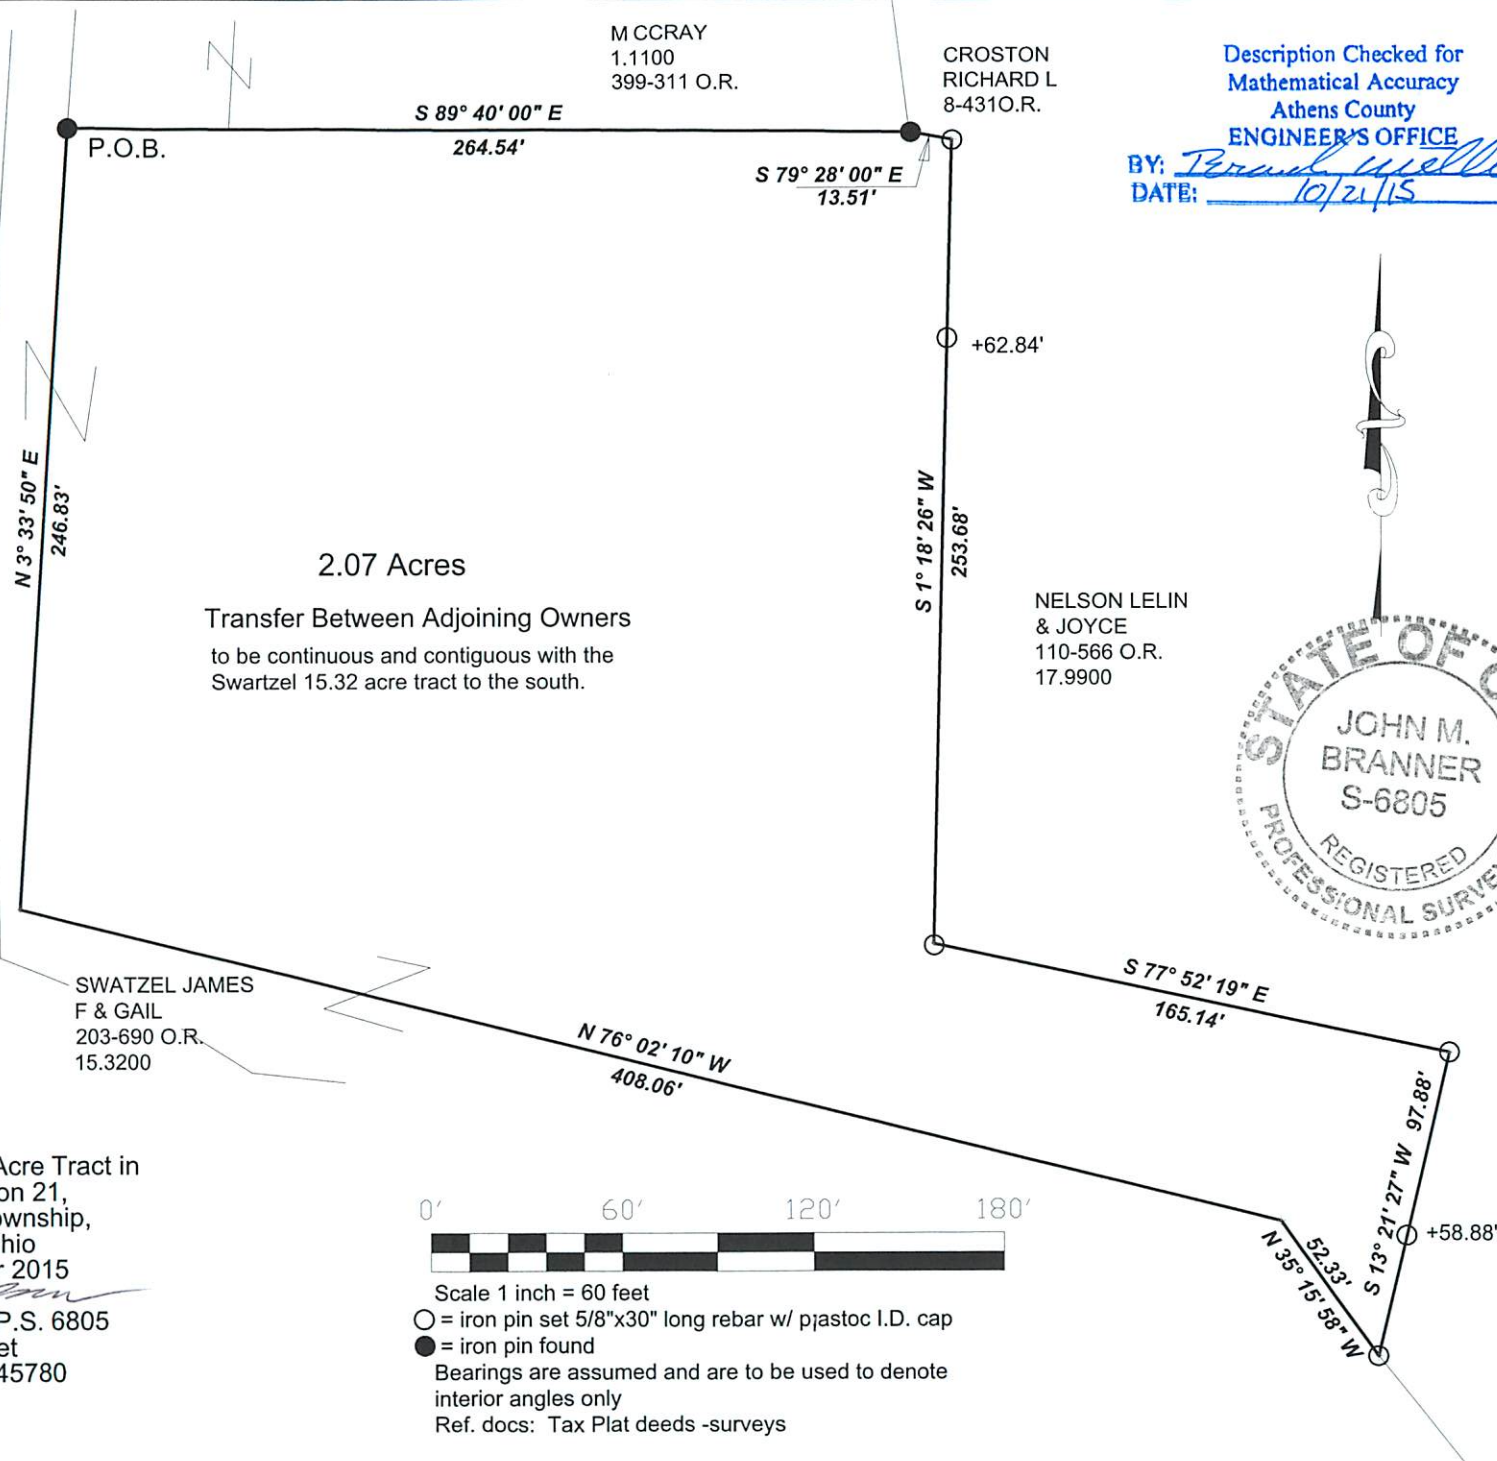 M CCRAY
1.1100
399-311 O.R.
CROSTON
RICHARD L
8-431O.R.
Description Checked for
Mathematical Accuracy
Athens County
ENGINEER'S OFFICE
BY:
DATE: 10/21/15
S 89° 40' 00" E
264.54'
P.O.B.
S 79° 28' 00" E
13.51'
+62.84'
N 3° 33' 50" E
246.83'
S 1° 18' 26" W
253.68'
2.07 Acres
Transfer Between Adjoining Owners
to be continuous and contiguous with the
Swartzel 15.32 acre tract to the south.
NELSON LELIN
& JOYCE
110-566 O.R.
17.9900
STATE OF O
JOHN M.
BRANNER
S-6805
REGISTERED
PROFESSIONAL SURVE
SWATZEL JAMES
F & GAIL
203-690 O.R.
15.3200
S 77° 52' 19" E
165.14'
N 76° 02' 10" W
408.06'
S 13° 21' 27" W 97.88'
+58.88'
52.33'
N 35° 15' 58" W
Acre Tract in
on 21,
ownship,
hio
r 2015
P.S. 6805
et
45780
0' 60' 120' 180'
Scale 1 inch = 60 feet
= iron pin set 5/8"x30" long rebar w/ pjastoc I.D. cap
= iron pin found
Bearings are assumed and are to be used to denote
interior angles only
Ref. docs: Tax Plat deeds -surveys